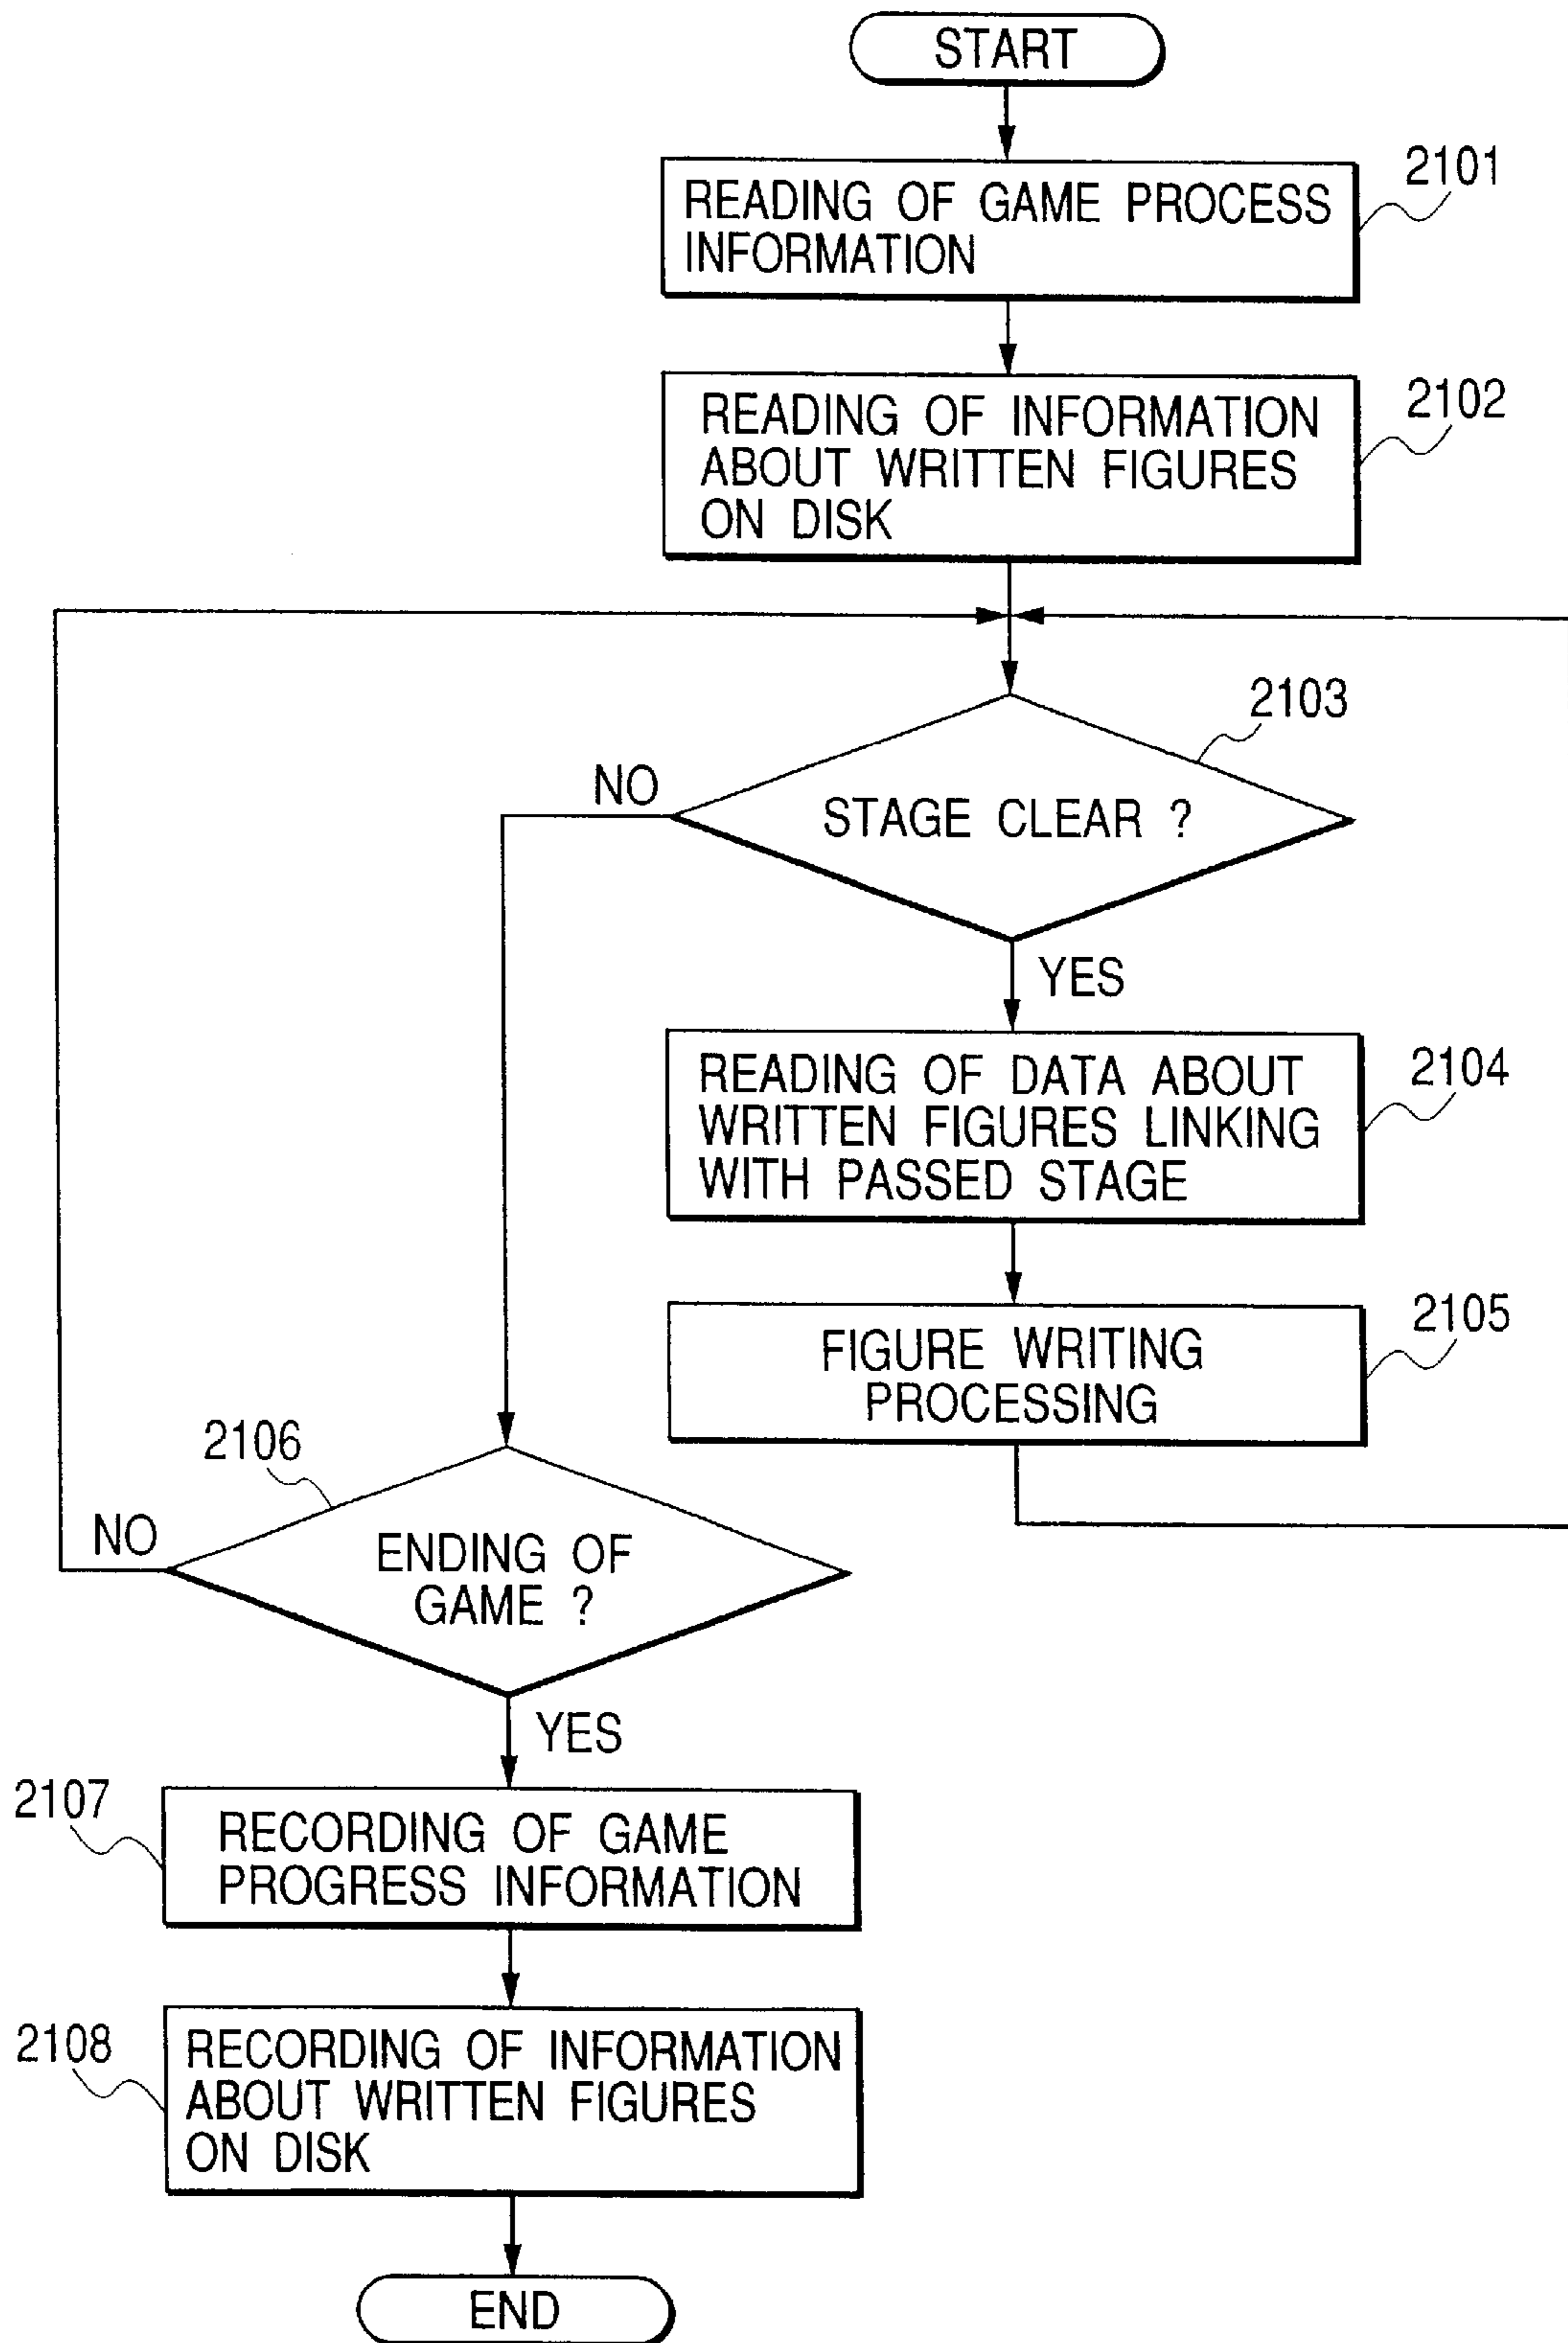 START
READING OF GAME PROCESS
INFORMATION
2101
READING OF INFORMATION
ABOUT WRITTEN FIGURES
ON DISK
2102
2103
NO
STAGE CLEAR ?
YES
READING OF DATA ABOUT
WRITTEN FIGURES LINKING
WITH PASSED STAGE
2104
FIGURE WRITING
PROCESSING
2105
2106
NO
ENDING OF
GAME ?
YES
2107
RECORDING OF GAME
PROGRESS INFORMATION
2108
RECORDING OF INFORMATION
ABOUT WRITTEN FIGURES
ON DISK
END